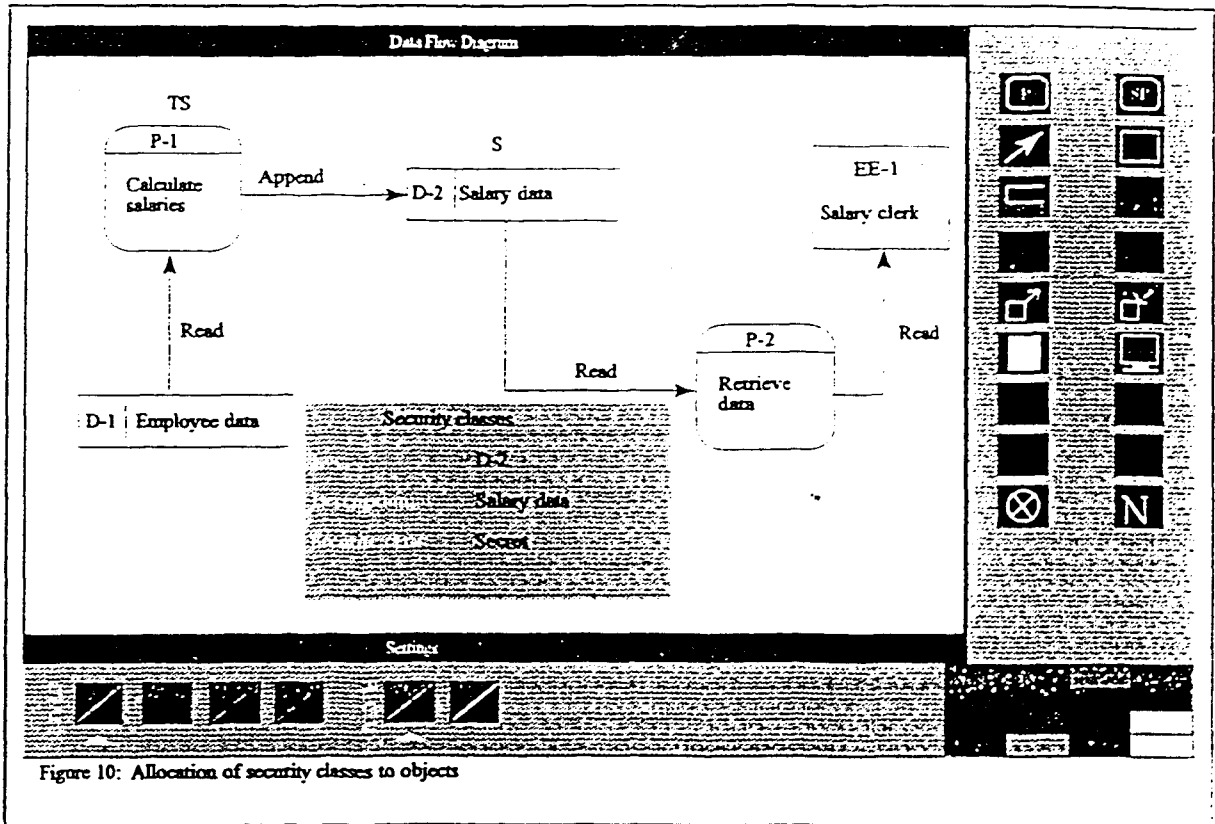 Data Flow Diagram
P
SP
TS
P-1
Calculate
salaries
Append
S
D-2 Salary data
EE-1
Salary clerk
Read
Read
P-2
Retrieve
data
Read
D-1 Employee data
Security classes
D-2
Salary data
Secret
N
Settings
Figure 10: Allocation of security classes to objects